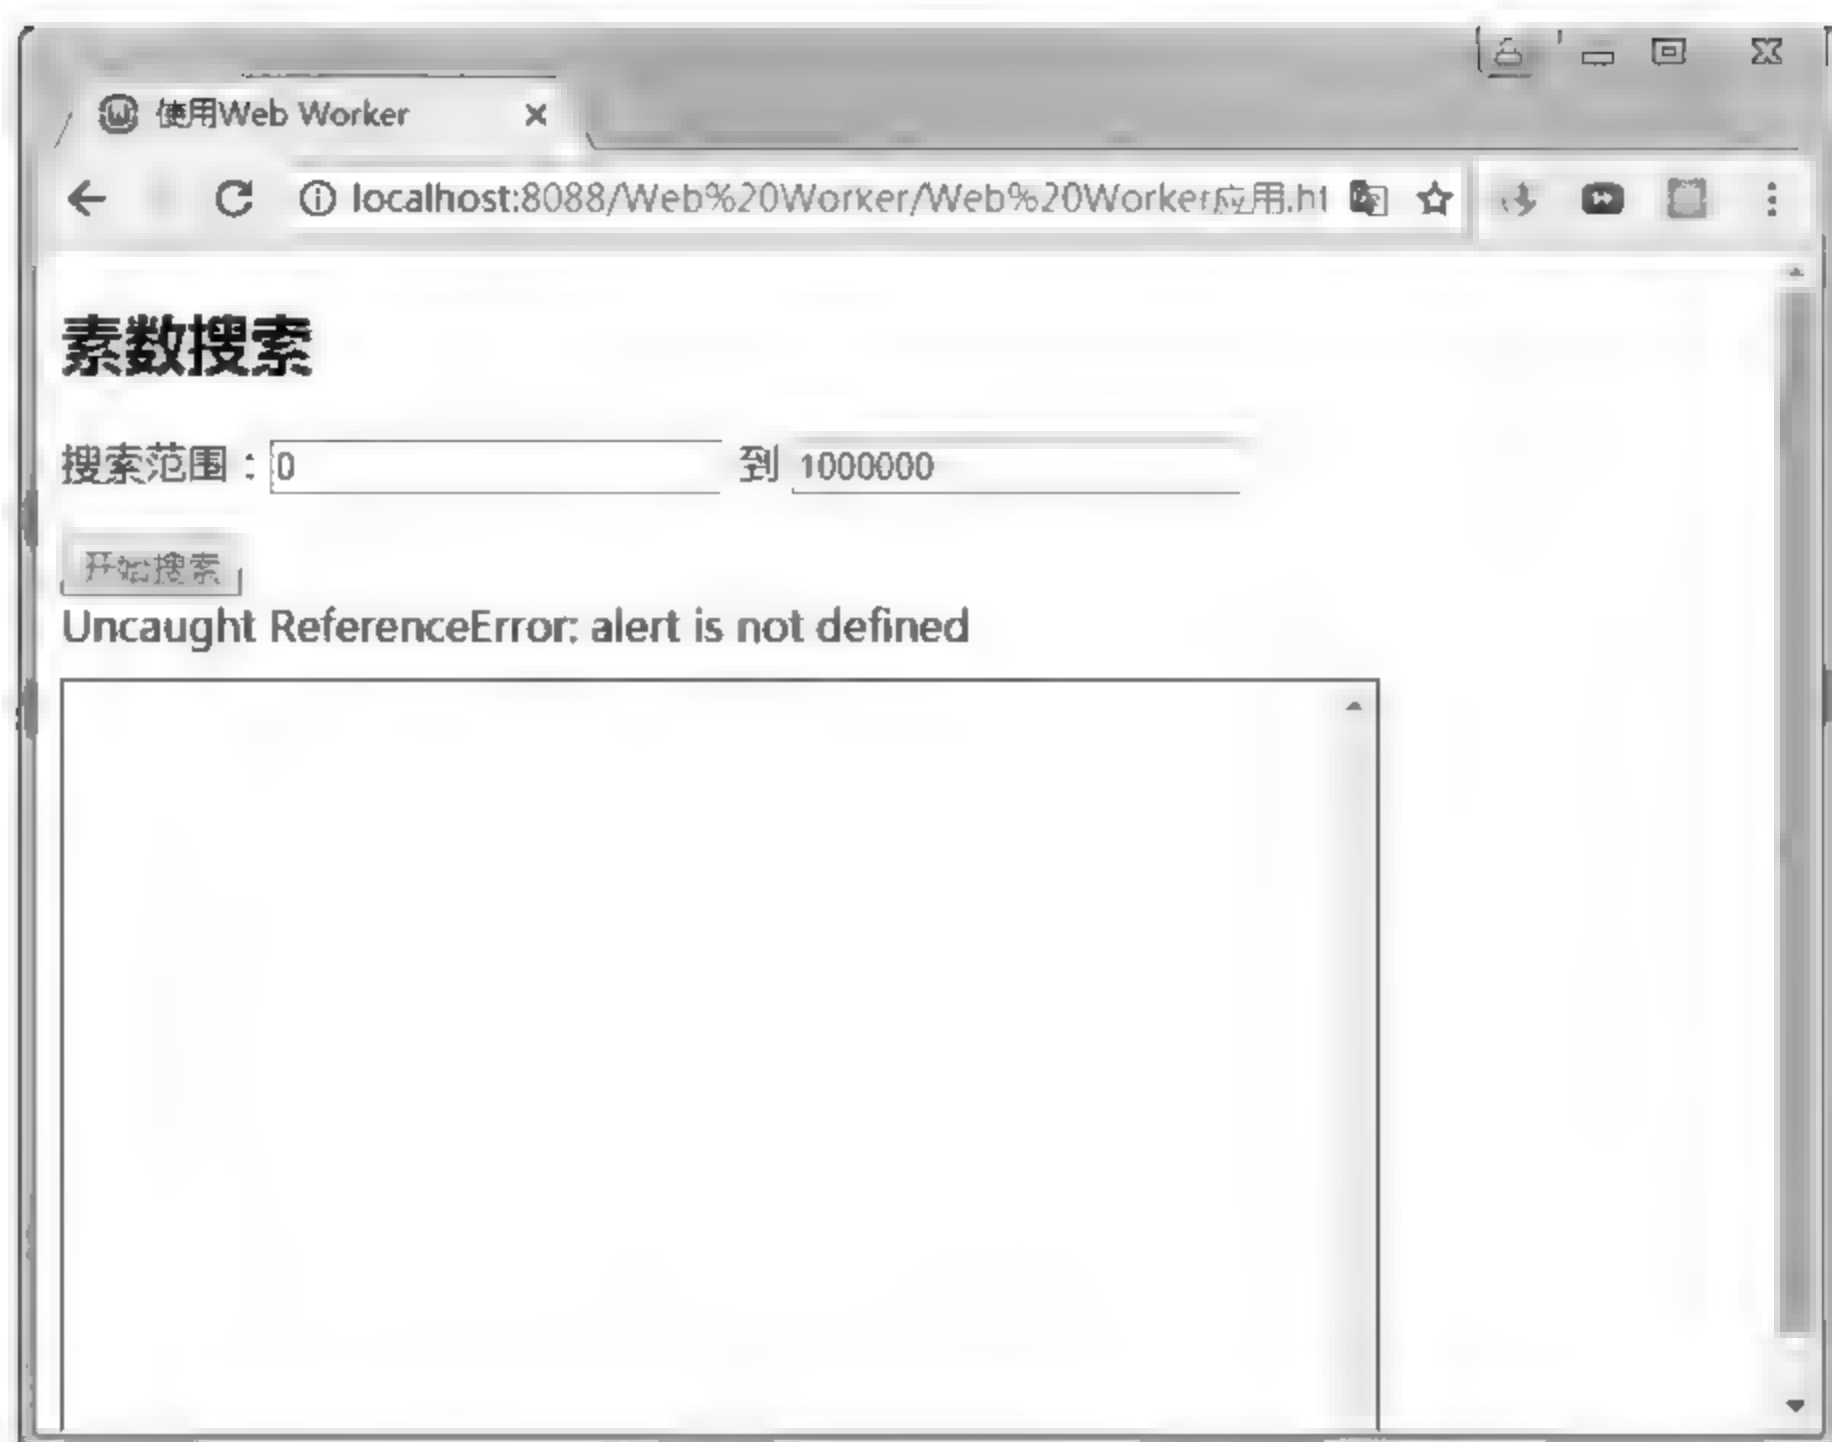 使用Web Worker
localhost:8088/Web%20Worker/Web%20Worker应用.ht
素数搜索
搜索范围：0 到 1000000
开始搜索
Uncaught ReferenceError: alert is not defined